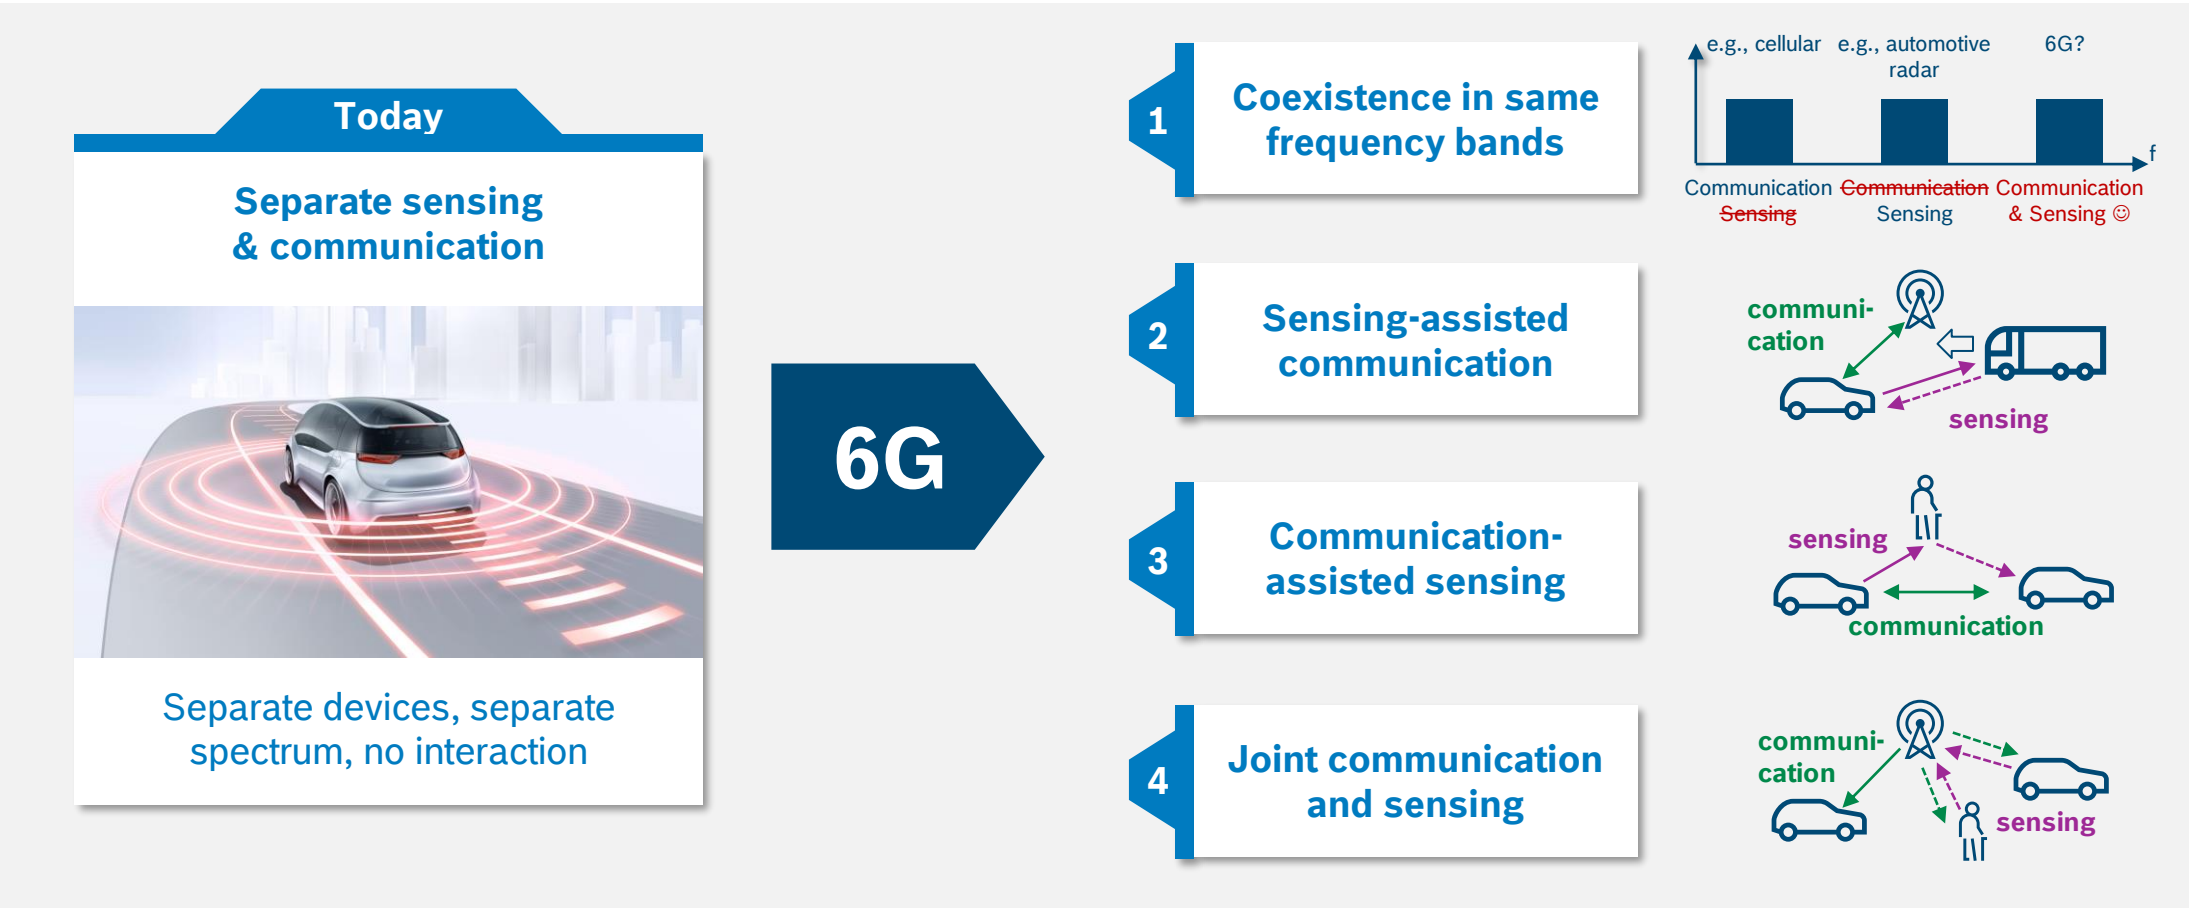 Today
Separate sensing
& communication
Separate devices, separate
spectrum, no interaction
6G
1
Coexistence in same
frequency bands
e.g., cellular
e.g., automotive
radar
6G?
f
Communication
Sensing
Communication
Sensing
Communication
& Sensing ☺
2
Sensing-assisted
communication
communi-
cation
sensing
3
Communication-
assisted sensing
sensing
communication
4
Joint communication
and sensing
communi-
cation
sensing